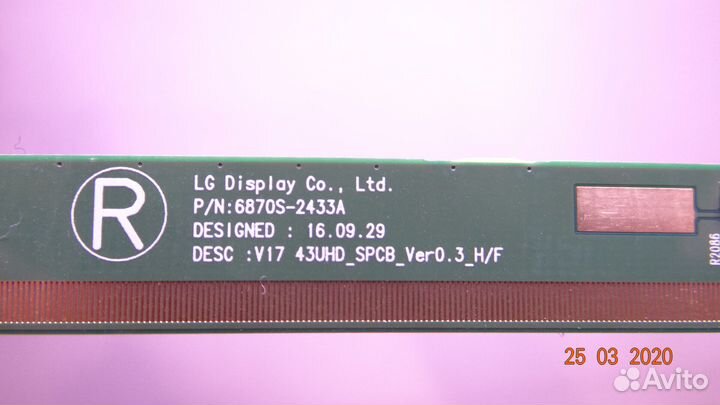 R
LG Display Co., Ltd.
P/N:6870S-2433A
DESIGNED : 16.09.29
DESC :V17 43UHD_SPCB_Ver0.3_H/F
R2086
25 03 2020
Avito